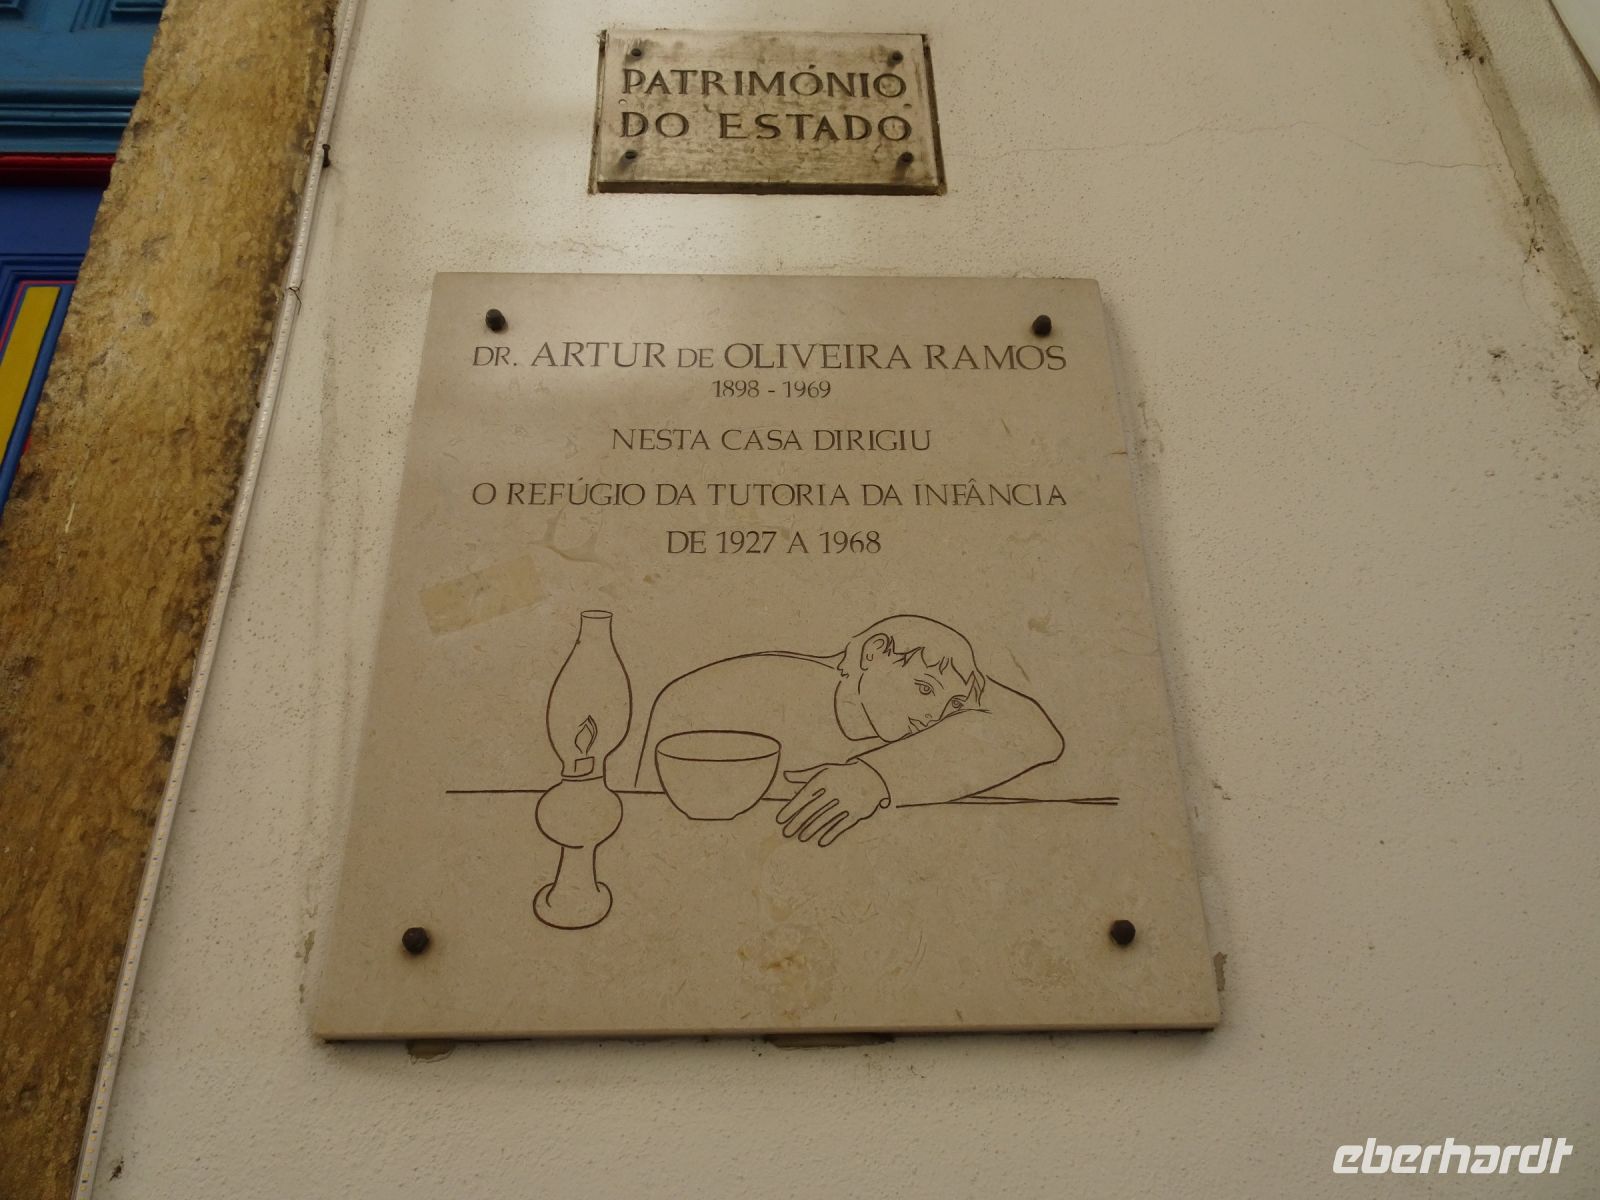 PATRIMÓNIO
DO ESTADO
DR. ARTUR DE OLIVEIRA RAMOS
1898 - 1969
NESTA CASA DIRIGIU
O REFÚGIO DA TUTORIA DA INFÂNCIA
DE 1927 A 1968
eberhardt